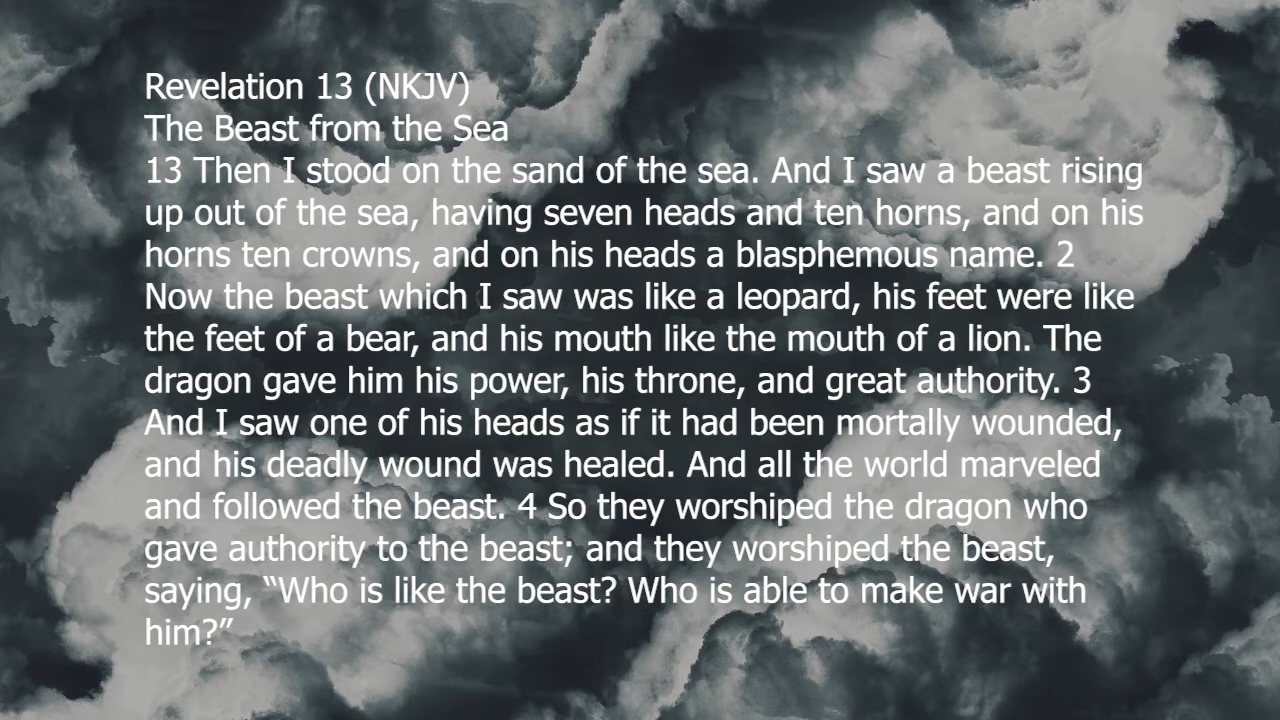 Revelation 13 (NKJV)
The Beast from the Sea
13 Then I stood on the sand of the sea. And I saw a beast rising
up out of the sea, having seven heads and ten horns, and on his
horns ten crowns, and on his heads a blasphemous name. 2
Now the beast which I saw was like a leopard, his feet were like
the feet of a bear, and his mouth like the mouth of a lion. The
dragon gave him his power, his throne, and great authority. 3
And I saw one of his heads as if it had been mortally wounded,
and his deadly wound was healed. And all the world marveled
and followed the beast. 4 So they worshiped the dragon who
gave authority to the beast; and they worshiped the beast,
saying, “Who is like the beast? Who is able to make war with
him?”